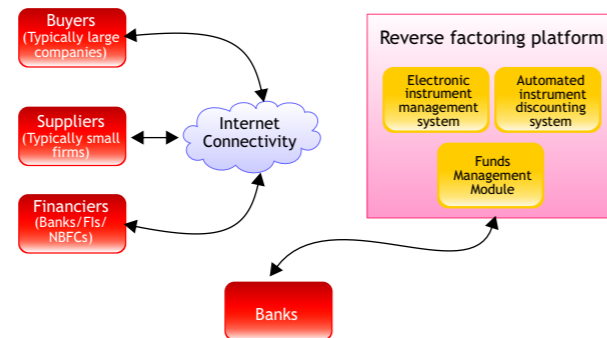 Buyers
(Typically large
companies)
Suppliers
(Typically small
firms)
Financiers
(Banks/FIs/
NBFCs)
Internet
Connectivity
Reverse factoring platform
Electronic
instrument
management
system
Automated
instrument
discounting
system
Funds
Management
Module
Banks